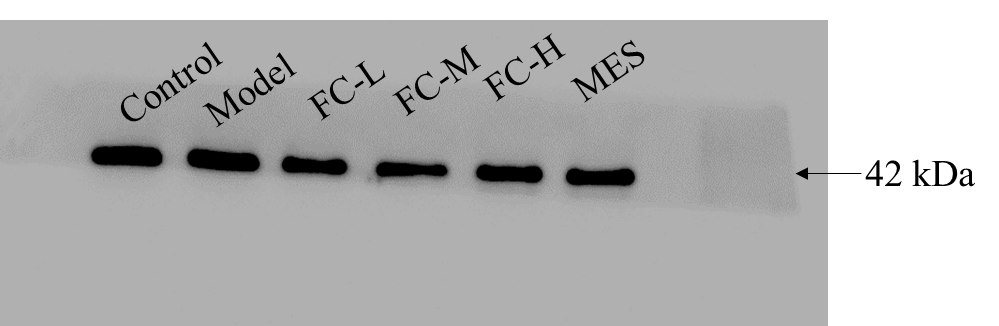 Control
Model
FC-L
FC-M
FC-H
MES
42 kDa